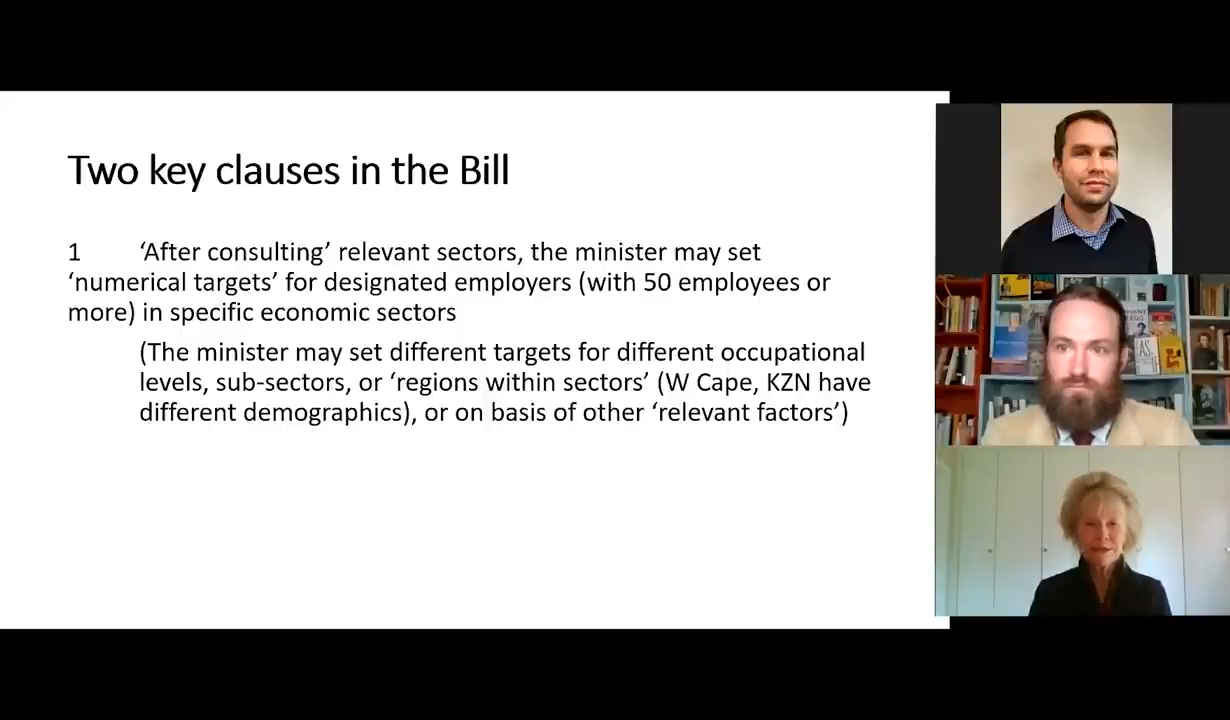 Two key clauses in the Bill
1 ‘After consulting’ relevant sectors, the minister may set
‘numerical targets’ for designated employers (with 50 employees or
more) in specific economic sectors
(The minister may set different targets for different occupational
levels, sub-sectors, or ‘regions within sectors’ (W Cape, KZN have
different demographics), or on basis of other ‘relevant factors’)